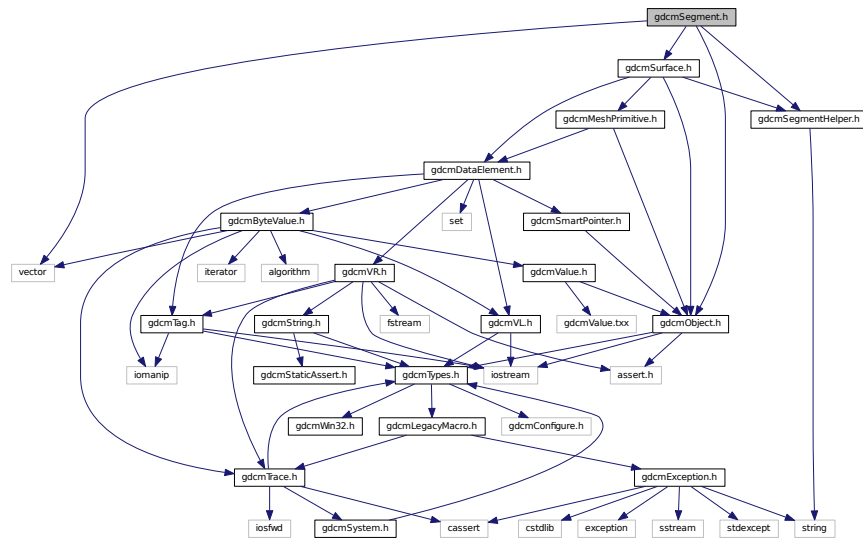 gdcmSegment.h
gdcmSurface.h
gdcmMeshPrimitive.h
gdcmSegmentHelper.h
gdcmDataElement.h
gdcmByteValue.h
set
gdcmSmartPointer.h
vector
iterator
algorithm
gdcmVR.h
gdcmValue.h
gdcmTag.h
gdcmString.h
fstream
gdcmVL.h
gdcmValue.txx
gdcmObject.h
iomanip
gdcmStaticAssert.h
gdcmTypes.h
iostream
assert.h
gdcmWin32.h
gdcmLegacyMacro.h
gdcmConfigure.h
gdcmTrace.h
gdcmException.h
iosfwd
gdcmSystem.h
cassert
cstdlib
exception
sstream
stdexcept
string